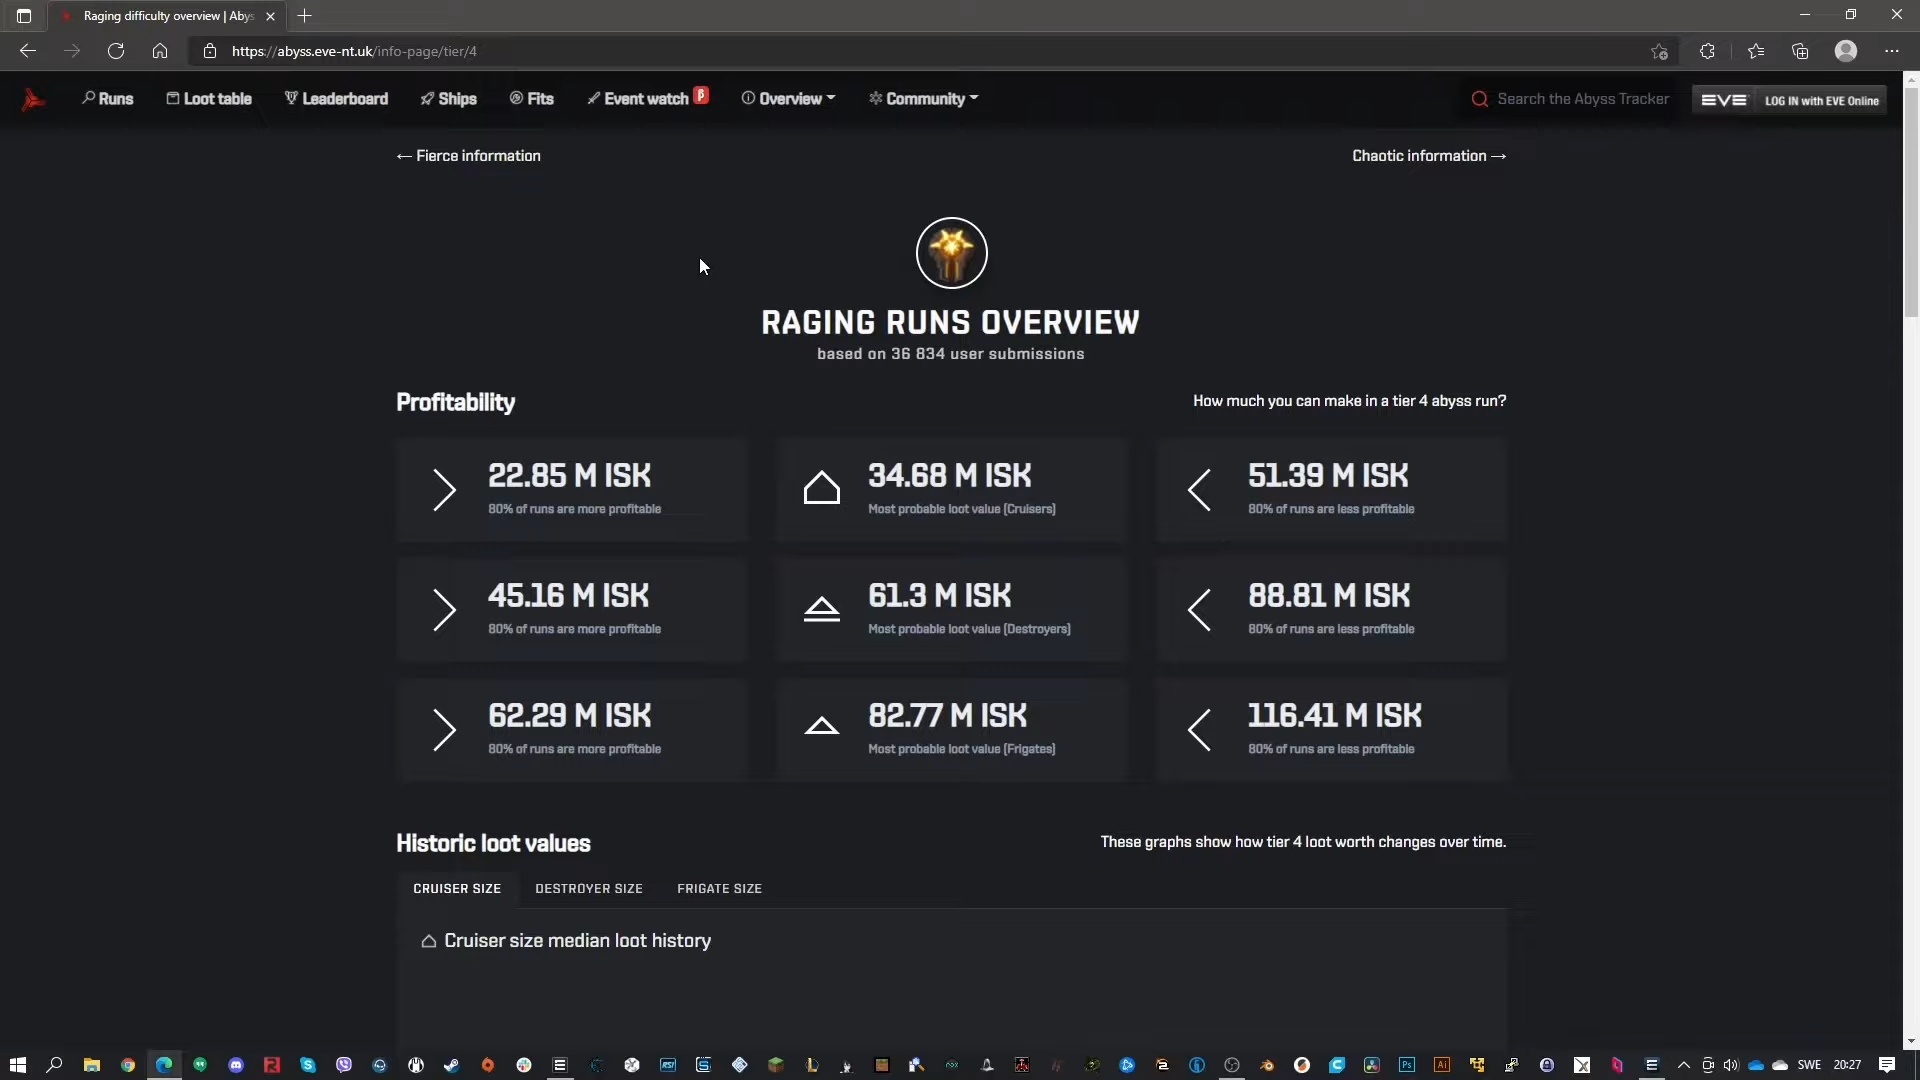 Raging difficulty overview | Abys
https://abyss.eve-nt.uk/info-page/tier/4
Runs
Loot table
Leaderboard
Ships
Fits
Event watch β
Overview
Community
Search the Abyss Tracker
EVE LOG IN with EVE Online
← Fierce information
Chaotic information →
RAGING RUNS OVERVIEW
based on 36 834 user submissions
Profitability
How much you can make in a tier 4 abyss run?
22.85 M ISK
80% of runs are more profitable
34.68 M ISK
Most probable loot value (Cruisers)
51.39 M ISK
80% of runs are less profitable
45.16 M ISK
80% of runs are more profitable
61.3 M ISK
Most probable loot value (Destroyers)
88.81 M ISK
80% of runs are less profitable
62.29 M ISK
80% of runs are more profitable
82.77 M ISK
Most probable loot value (Frigates)
116.41 M ISK
80% of runs are less profitable
Historic loot values
These graphs show how tier 4 loot worth changes over time.
CRUISER SIZE
DESTROYER SIZE
FRIGATE SIZE
Cruiser size median loot history
SWE
20:27